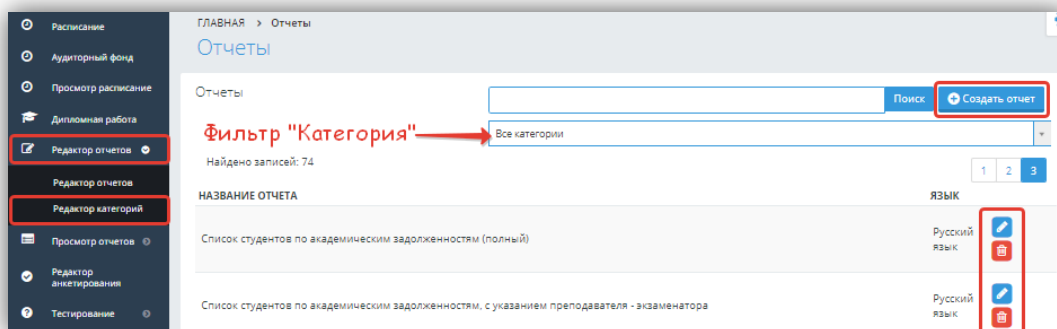 Расписание
Аудиторный фонд
Просмотр расписание
Дипломная работа
Редактор отчетов
Редактор отчетов
Редактор категорий
Просмотр отчетов
Редактор
анкетирования
Тестирование
ГЛАВНАЯ > Отчеты
Отчеты
Отчеты
Поиск
Создать отчет
Фильтр "Категория"
Все категории
Найдено записей: 74
1 2 3
НАЗВАНИЕ ОТЧЕТА ЯЗЫК
Список студентов по академическим задолженностям (полный)
Русский
язык
Список студентов по академическим задолженностям, с указанием преподавателя - экзаменатора
Русский
язык